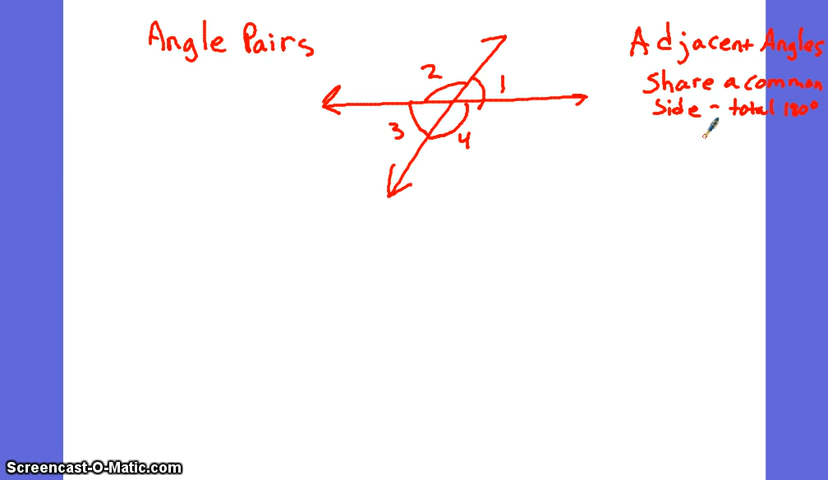 Angle Pairs
Adjacent Angles
Share a common
Side - total 180°
2
1
3
4
Screencast-O-Matic.com